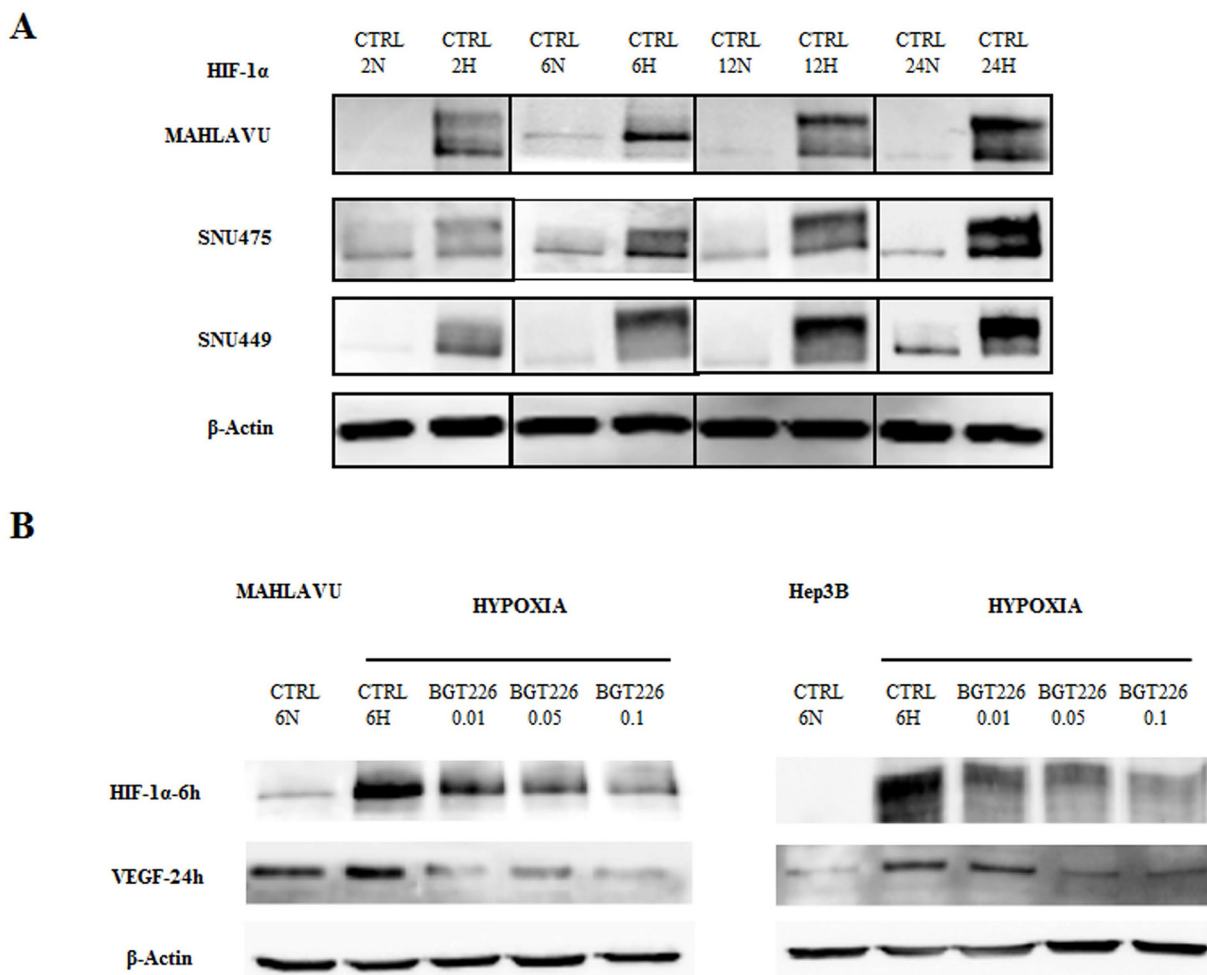 A
CTRL CTRL CTRL CTRL CTRL CTRL CTRL CTRL
2N 2H 6N 6H 12N 12H 24N 24H
HIF-1α
MAHLAVU
SNU475
SNU449
β-Actin
B
MAHLAVU
HYPOXIA
CTRL CTRL BGT226 BGT226 BGT226
6N 6H 0.01 0.05 0.1
Hep3B
HYPOXIA
CTRL CTRL BGT226 BGT226 BGT226
6N 6H 0.01 0.05 0.1
HIF-1α-6h
VEGF-24h
β-Actin